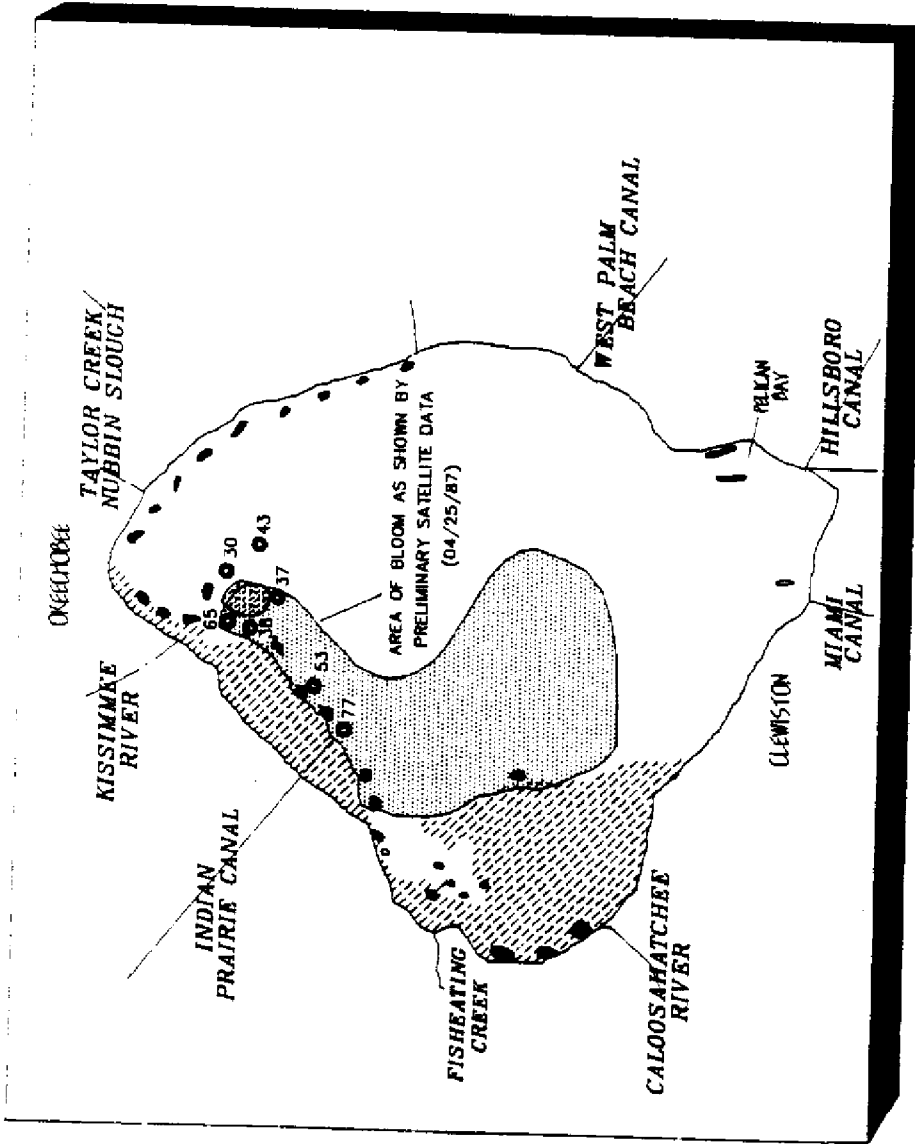 OKEECHOBEE
TAYLOR CREEK
NUBBIN SLOUGH
KISSIMMEE
RIVER
65
30
43
38
37
53
77
INDIAN
PRAIRIE CANAL
AREA OF BLOOM AS SHOWN BY
PRELIMINARY SATELLITE DATA
(04/25/87)
WEST PALM
BEACH CANAL
FISHEATING
CREEK
PELICAN
BAY
CALOOSAHATCHEE
RIVER
CLEWISTON
MIAMI
CANAL
HILLSBORO
CANAL